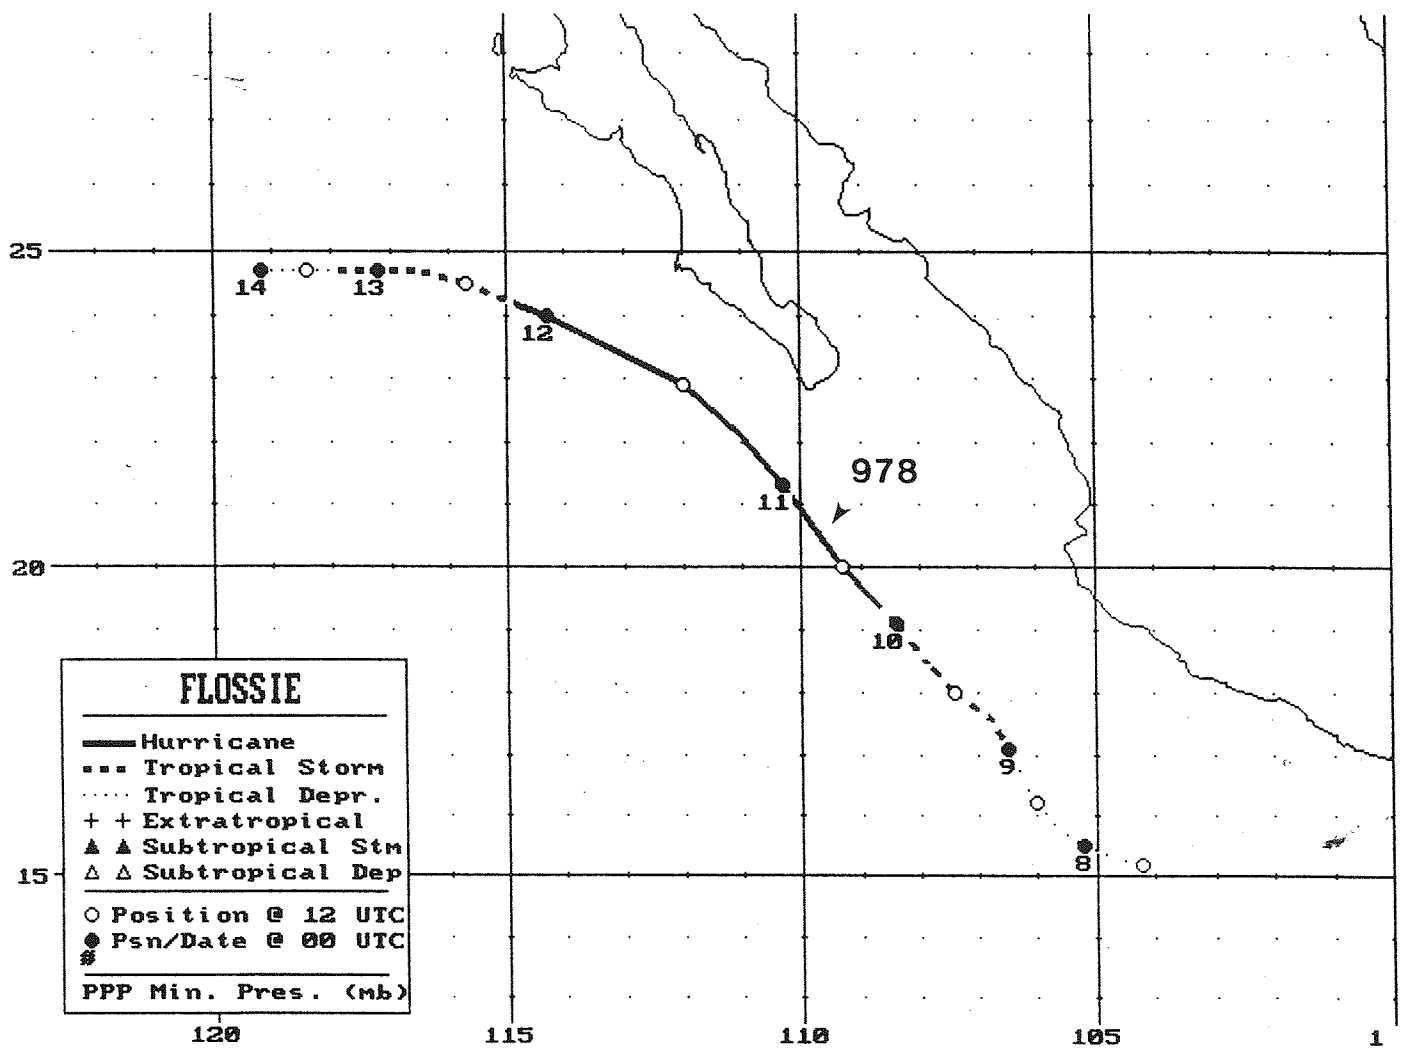 25
14
13
12
978
11
20
10
FLOSSIE
Hurricane
Tropical Storm
9
Tropical Depr.
Extratropical
Subtropical Stm
8
Subtropical Dep
15
Position @ 12 UTC
Psn/Date @ 00 UTC
#
PPP Min. Pres. (mb)
120 115 110 105 1